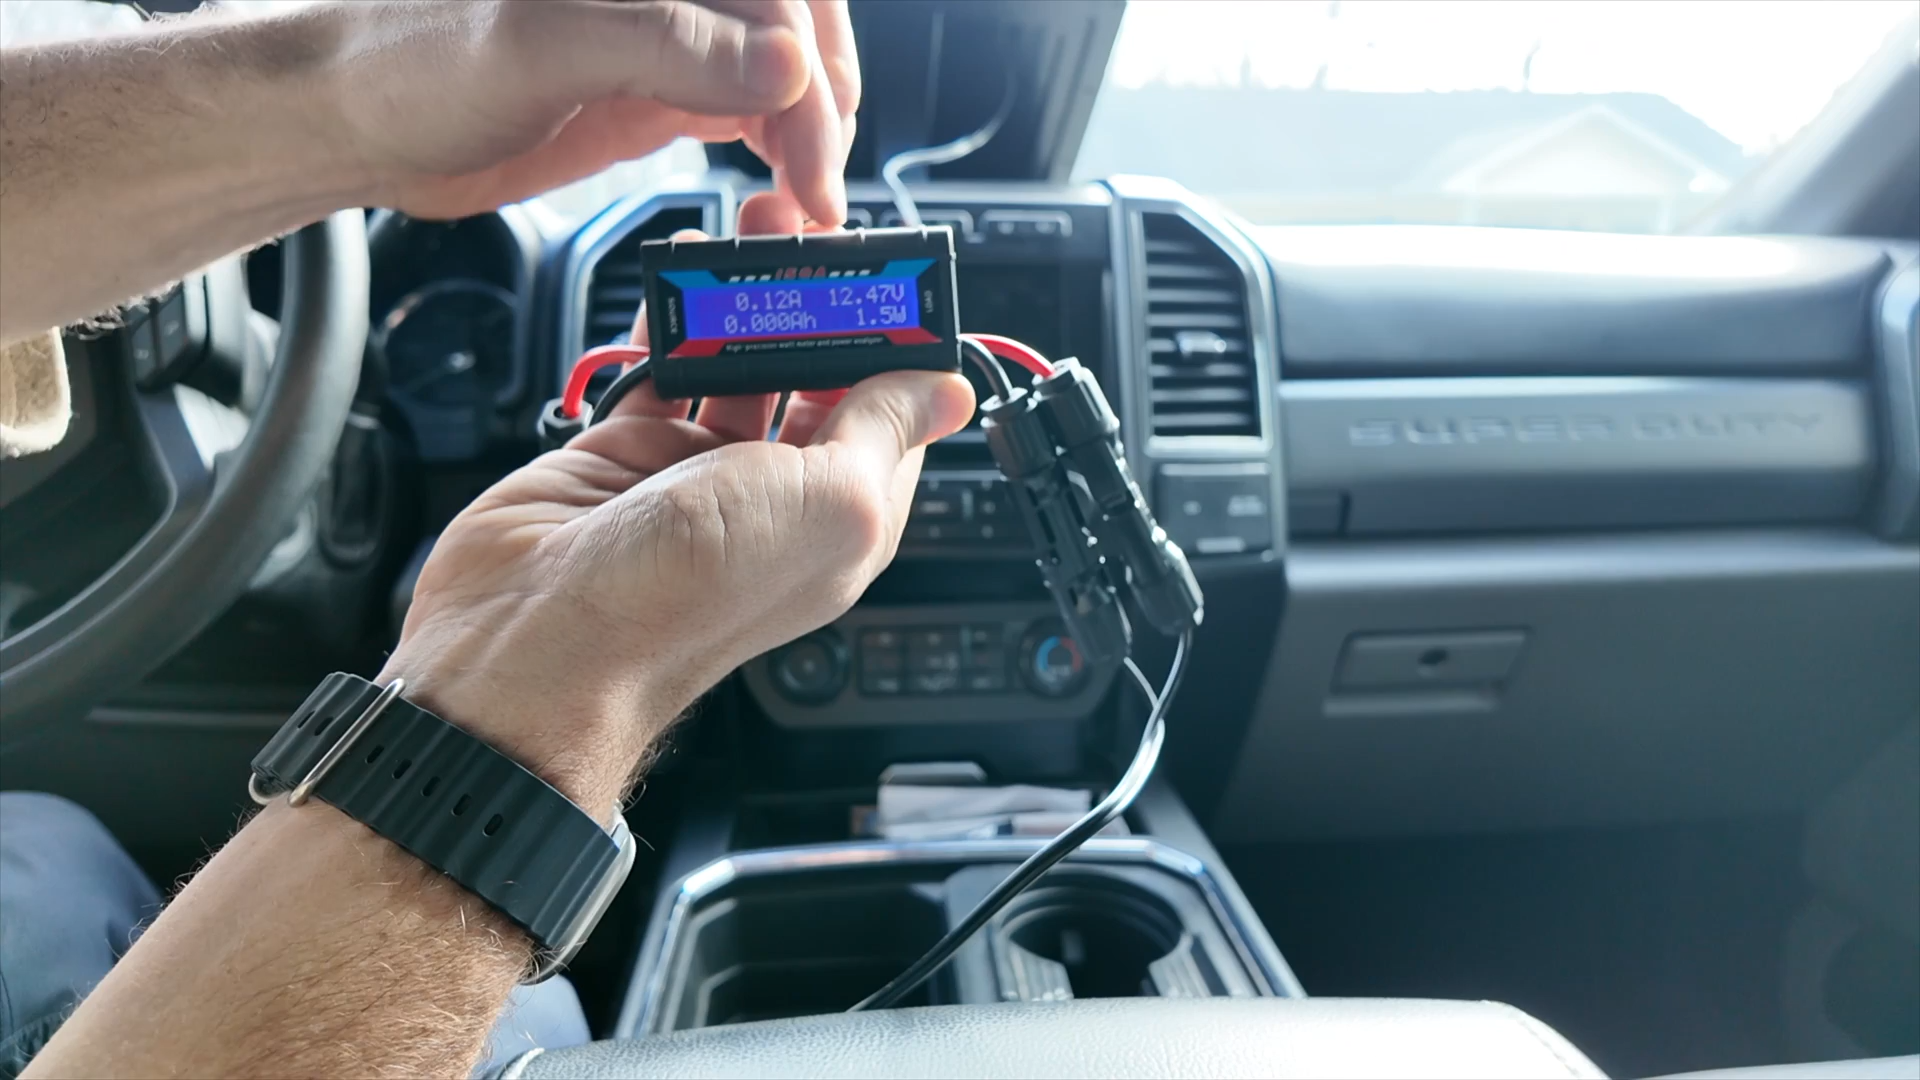 150A
0.12A 12.47V
0.000Ah 1.5W
SOURCE
LOAD
High precision watt meter and power analyzer
SUPER DUTY